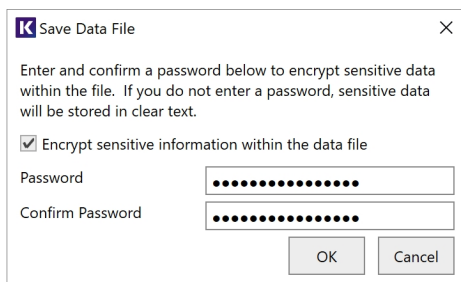 K Save Data File
Enter and confirm a password below to encrypt sensitive data
within the file. If you do not enter a password, sensitive data
will be stored in clear text.
Encrypt sensitive information within the data file
Password ●●●●●●●●●●●●●●●●
Confirm Password ●●●●●●●●●●●●●●●●
OK Cancel